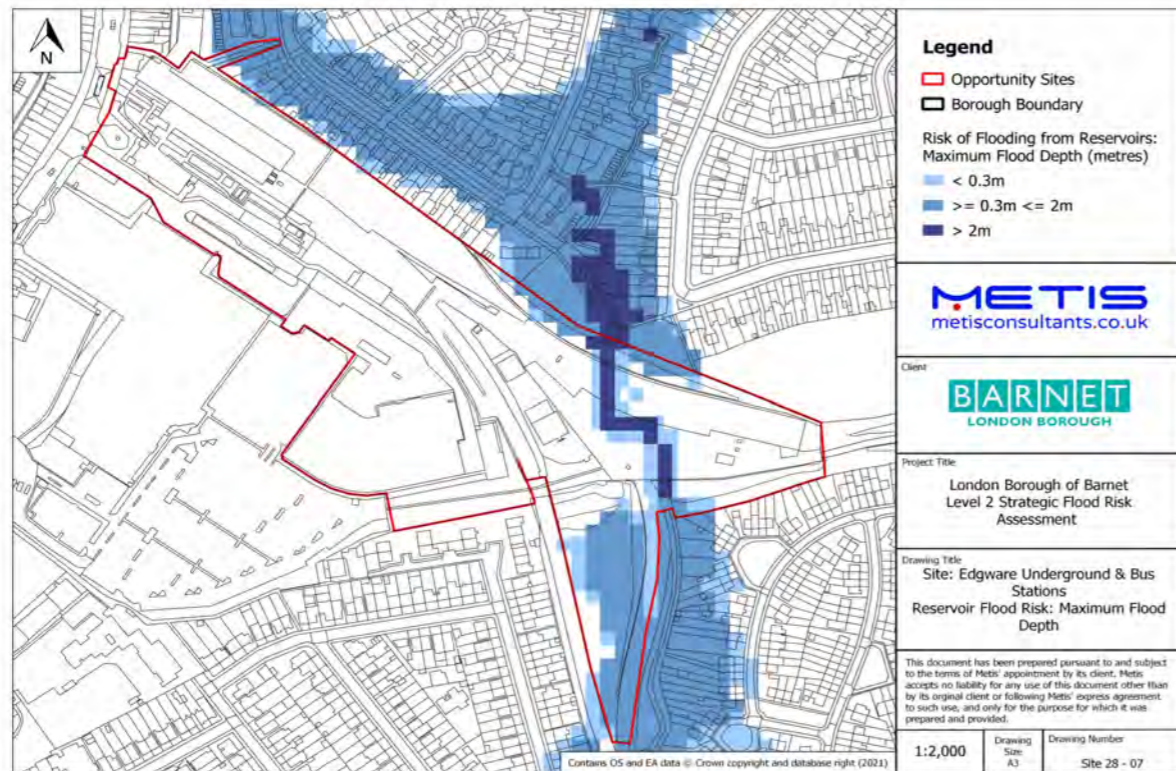 N
Contains OS and EA data © Crown copyright and database right (2021)
Legend
Opportunity Sites
Borough Boundary
Risk of Flooding from Reservoirs:
Maximum Flood Depth (metres)
< 0.3m
>= 0.3m <= 2m
> 2m
METIS
metisconsultants.co.uk
Client
BARNET
LONDON BOROUGH
Project Title
London Borough of Barnet
Level 2 Strategic Flood Risk
Assessment
Drawing Title
Site: Edgware Underground & Bus
Stations
Reservoir Flood Risk: Maximum Flood
Depth
This document has been prepared pursuant to and subject
to the terms of Metis' appointment by its client. Metis
accepts no liability for any use of this document other than
by its orginal client or following Metis' express agreement
to such use, and only for the purpose for which it was
prepared and provided.
1:2,000
Drawing
Size
A3
Drawing Number
Site 28 - 07